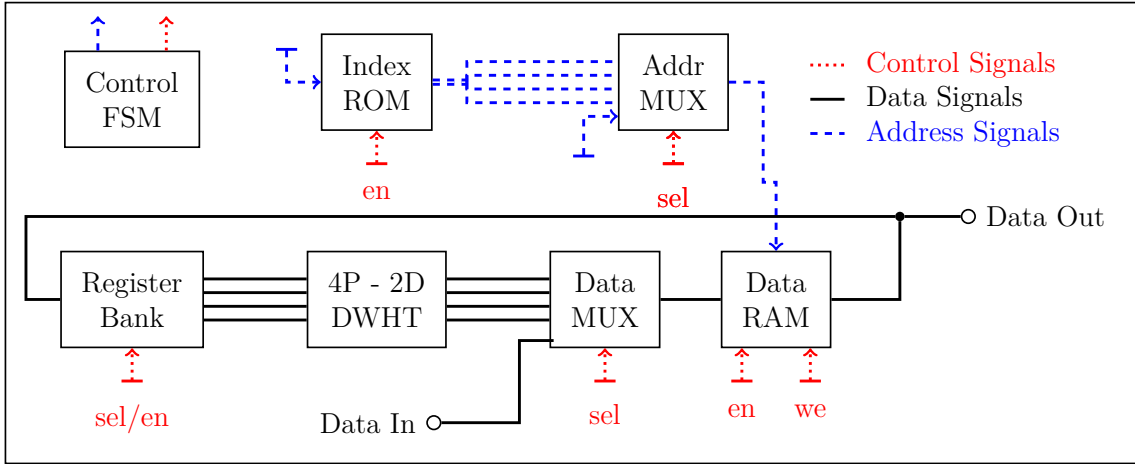 Control
FSM
Index
ROM
Addr
MUX
Control Signals
Data Signals
Address Signals
en
sel
Data Out
Register
Bank
4P - 2D
DWHT
Data
MUX
Data
RAM
sel/en
Data In
sel
en
we